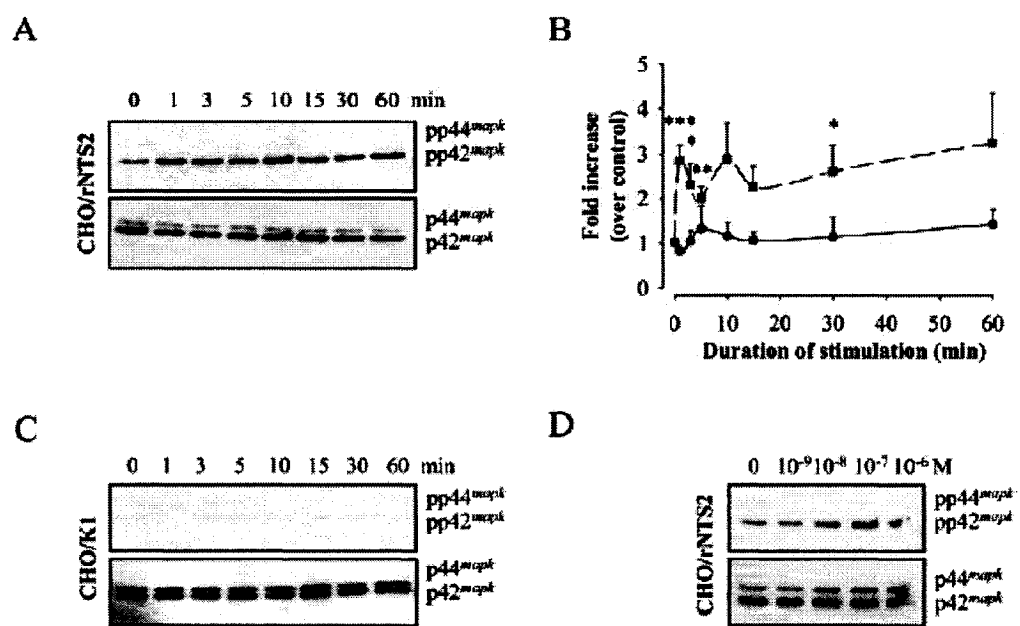 A
0 1 3 5 10 15 30 60 min
CHO/rNTS2
pp44mapk
pp42mapk
p44mapk
p42mapk
B
Fold increase
(over control)
5
4
3
2
1
0
***
*
**
*
0 10 20 30 40 50 60
Duration of stimulation (min)
C
0 1 3 5 10 15 30 60 min
CHO/K1
pp44mapk
pp42mapk
p44mapk
p42mapk
D
0 10-9 10-8 10-7 10-6 M
CHO/rNTS2
pp44mapk
pp42mapk
p44mapk
p42mapk